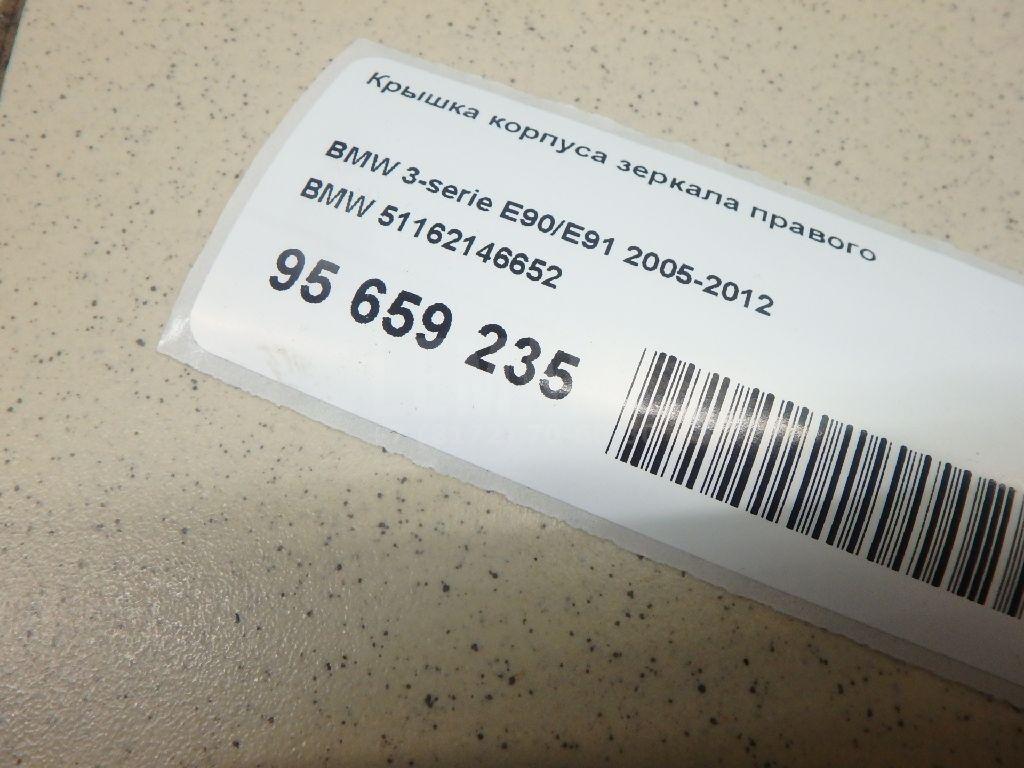 Крышка корпуса зеркала правого
BMW 3-serie E90/E91 2005-2012
BMW 51162146652
95 659 235